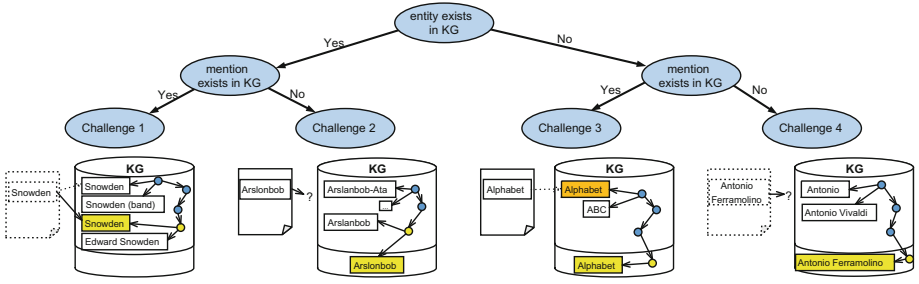 entity exists
in KG
Yes
No
mention
exists in KG
mention
exists in KG
Yes
No
Yes
No
Challenge 1
Challenge 2
Challenge 3
Challenge 4
KG
Snowden
Snowden
Snowden (band)
Snowden
Edward Snowden
KG
Arslonbob
?
Arslanbob-Ata
...
Arslanbob
Arslonbob
KG
Alphabet
Alphabet
ABC
Alphabet
KG
Antonio
Ferramolino
?
Antonio
Antonio Vivaldi
Antonio Ferramolino